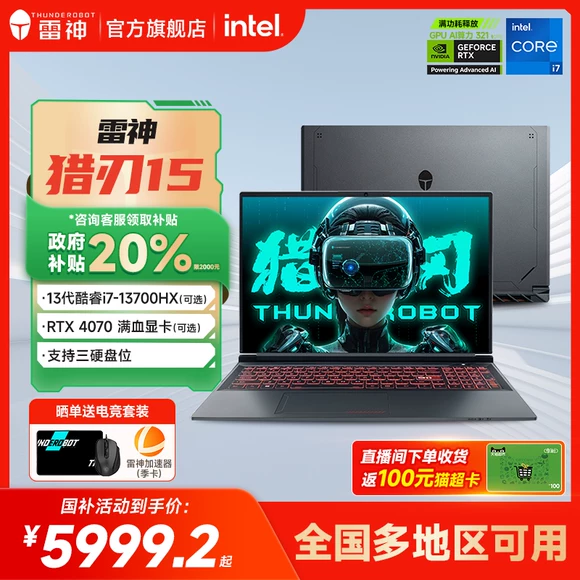 THUNDEROBOT
雷神 官方旗舰店 intel.
满功耗释放
GPU AI算力 321
NVIDIA
GEFORCE
RTX
Powering Advanced AI
intel
CORE
i7
雷神
猎刃15
*咨询客服领取补贴
政府
补贴20%
至2000元
·13代酷睿i7-13700HX(可选)
·RTX 4070 满血显卡(可选)
·支持三硬盘位
猎刃
THUNDEROBOT
晒单送电竞套装
雷神加速器
(季卡)
直播间下单收货
返100元猫超卡
100
国补活动到手价:
¥5999.2起
全国多地区可用